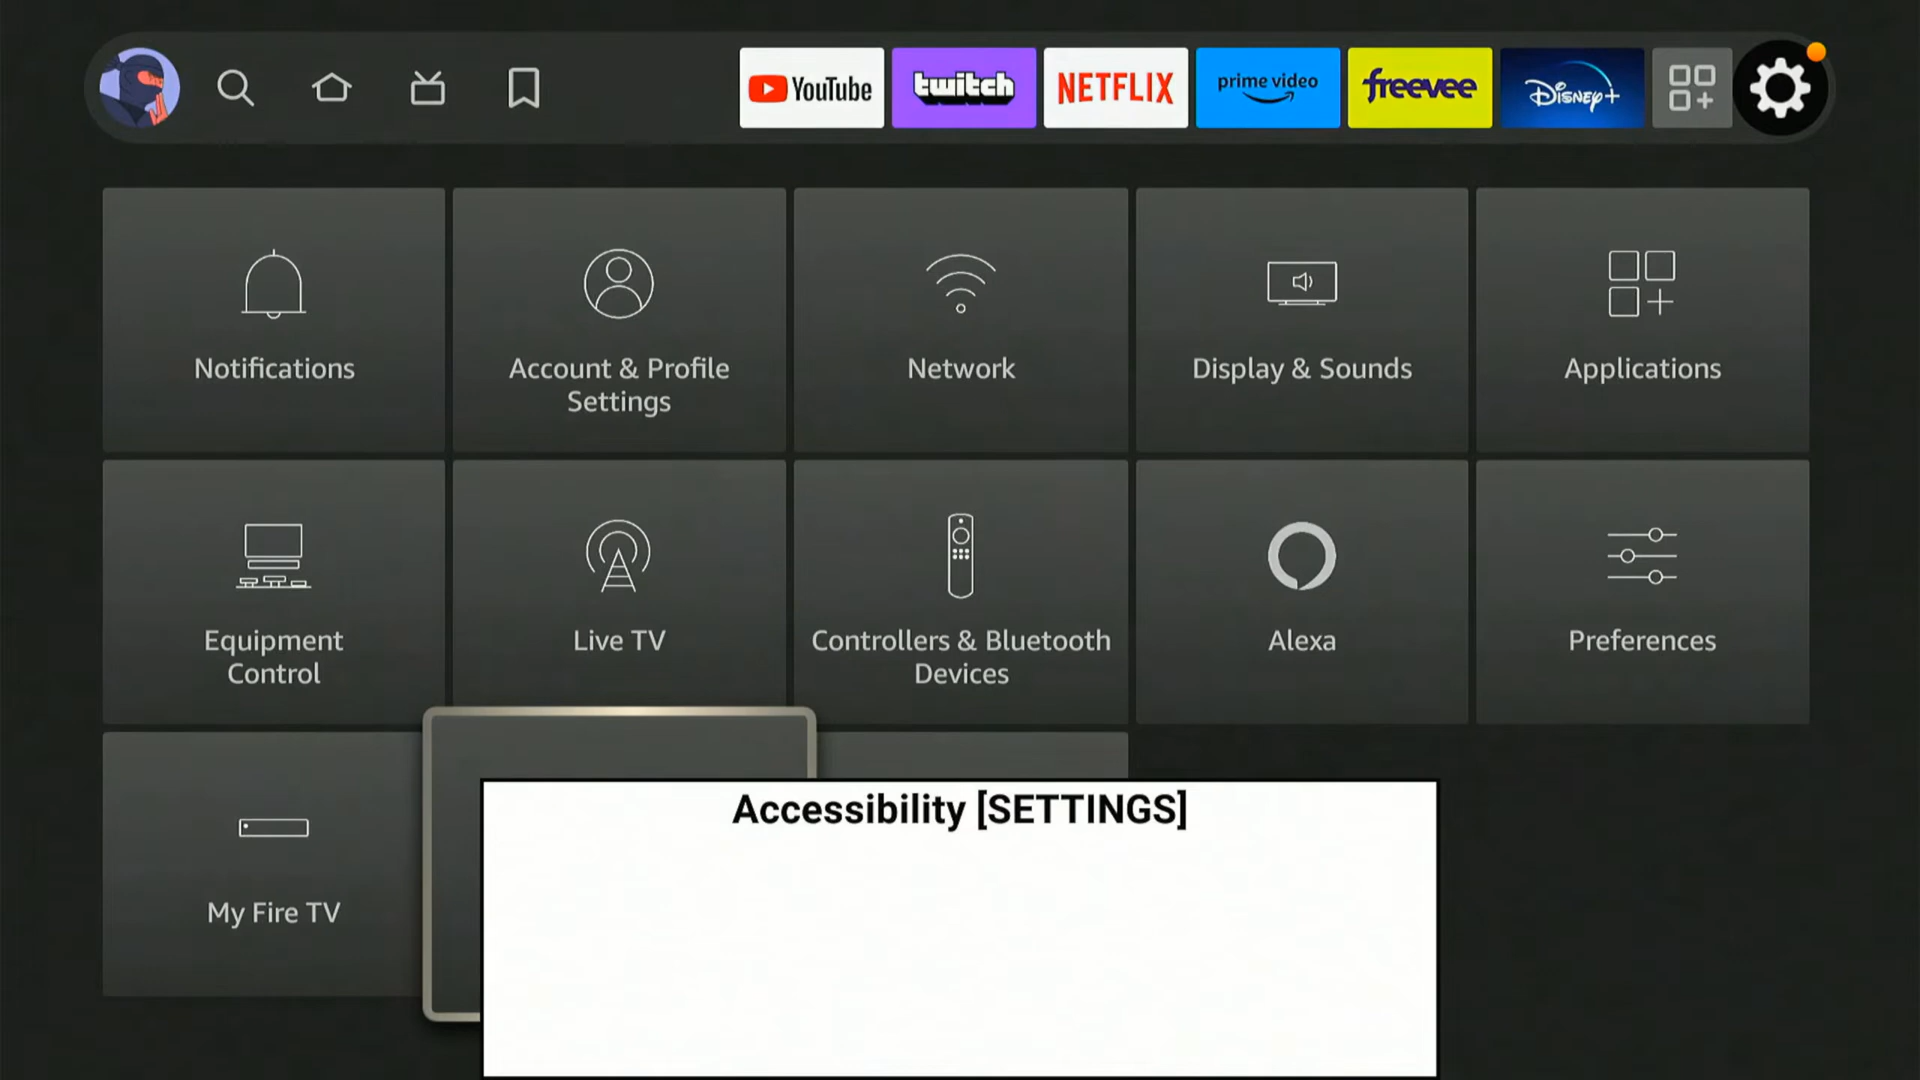 YouTube
twitch
NETFLIX
prime video
freevee
Disney+
Notifications
Account & Profile
Settings
Network
Display & Sounds
Applications
Equipment
Control
Live TV
Controllers & Bluetooth
Devices
Alexa
Preferences
My Fire TV
Accessibility [SETTINGS]